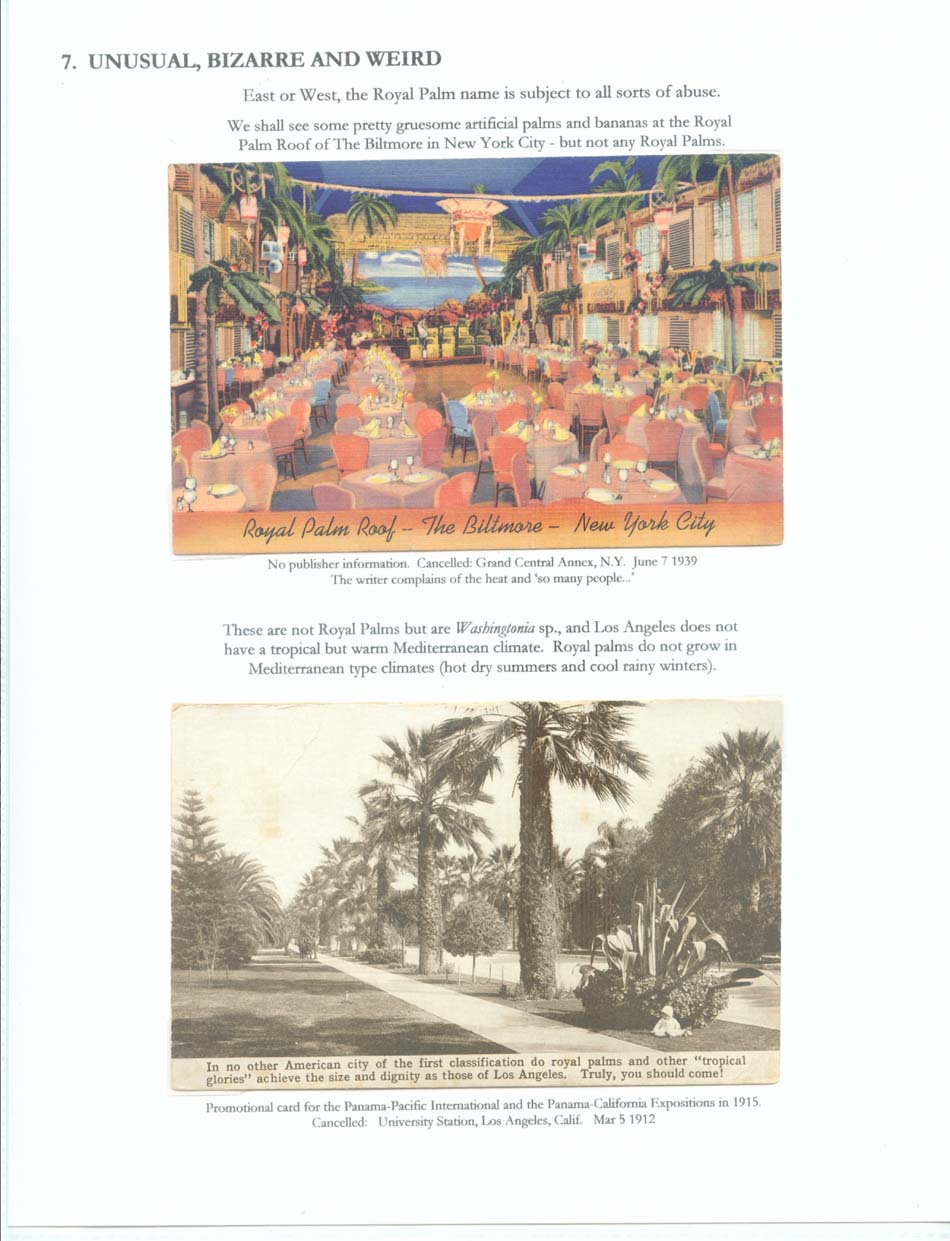 7. UNUSUAL, BIZARRE AND WEIRD
East or West, the Royal Palm name is subject to all sorts of abuse.
We shall see some pretty gruesome artificial palms and bananas at the Royal
Palm Roof of The Biltmore in New York City - but not any Royal Palms.
Royal Palm Roof -- The Biltmore -- New York City
No publisher information. Cancelled: Grand Central Annex, N.Y. June 7 1939
The writer complains of the heat and 'so many people...'
These are not Royal Palms but are Washingtonia sp., and Los Angeles does not
have a tropical but warm Mediterranean climate. Royal palms do not grow in
Mediterranean type climates (hot dry summers and cool rainy winters).
In no other American city of the first classification do royal palms and other "tropical
glories" achieve the size and dignity as those of Los Angeles. Truly, you should come!
Promotional card for the Panama-Pacific International and the Panama-California Expositions in 1915.
Cancelled: University Station, Los Angeles, Calif. Mar 5 1912